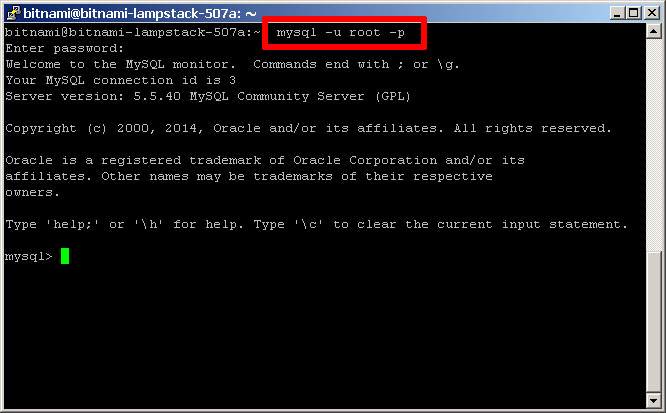 bitnami@bitnami-lampstack-507a: ~
bitnami@bitnami-lampstack-507a:~ mysql -u root -p
Enter password:
Welcome to the MySQL monitor.  Commands end with ; or \g.
Your MySQL connection id is 3
Server version: 5.5.40 MySQL Community Server (GPL)
Copyright (c) 2000, 2014, Oracle and/or its affiliates. All rights reserved.
Oracle is a registered trademark of Oracle Corporation and/or its
affiliates. Other names may be trademarks of their respective
owners.
Type 'help;' or '\h' for help. Type '\c' to clear the current input statement.
mysql>